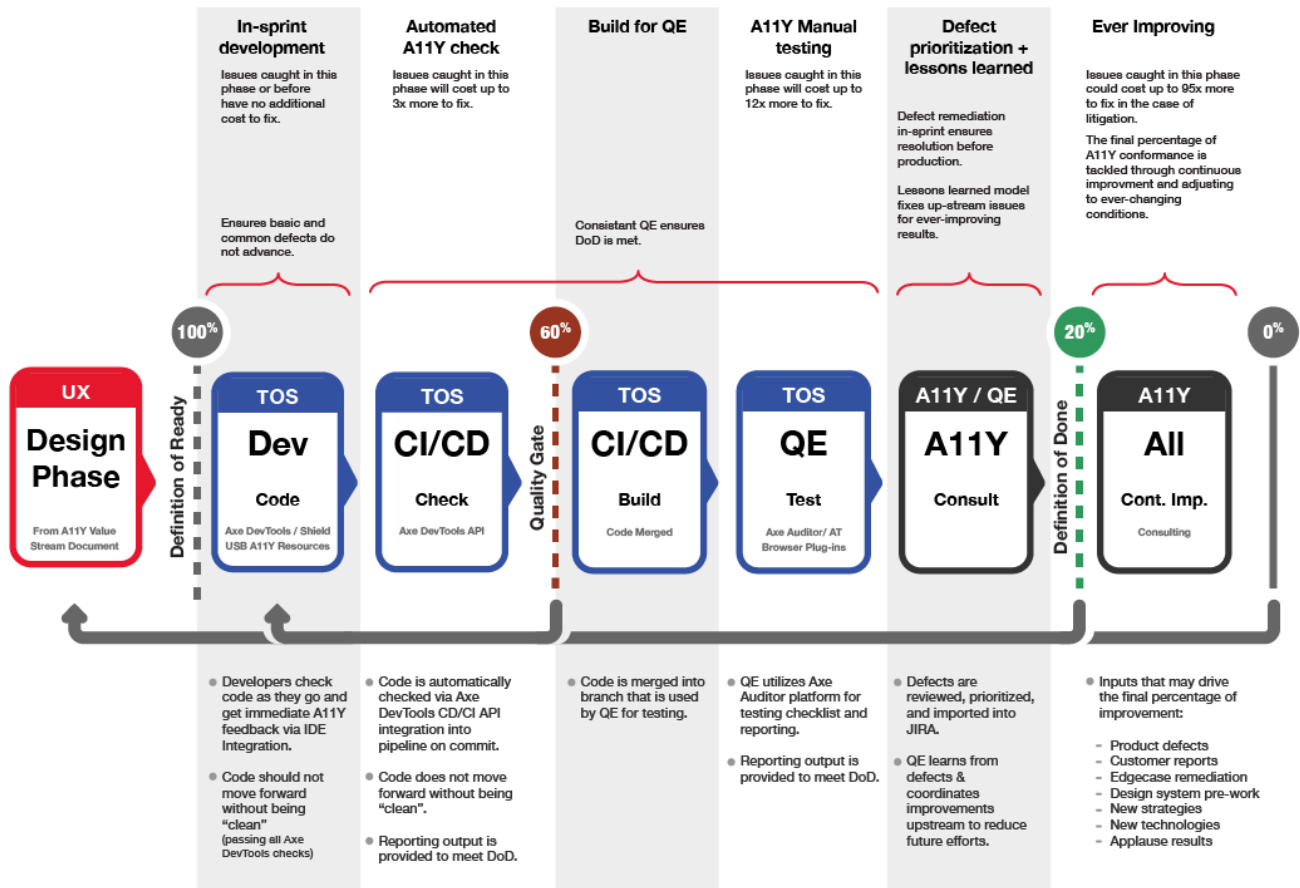 In-sprint
development
Issues caught in this
phase or before
have no additional
cost to fix.
Ensures basic and
common defects do
not advance.
Automated
A11Y check
Issues caught in this
phase will cost up to
3x more to fix.
Build for QE
Consistant QE ensures
DoD is met.
A11Y Manual
testing
Issues caught in this
phase will cost up to
12x more to fix.
Defect
prioritization +
lessons learned
Defect remediation
in-sprint ensures
resolution before
production.
Lessons learned model
fixes up-stream issues
for ever-improving
results.
Ever Improving
Issues caught in this phase
could cost up to 95x more
to fix in the case of
litigation.
The final percentage of
A11Y conformance is
tackled through continuous
improvment and adjusting
to ever-changing
conditions.
100%
60%
20%
0%
UX
Design
Phase
From A11Y Value
Stream Document
Definition of Ready
TOS
Dev
Code
Axe DevTools / Shield
USB A11Y Resources
TOS
CI/CD
Check
Axe DevTools API
Quality Gate
TOS
CI/CD
Build
Code Merged
TOS
QE
Test
Axe Auditor/ AT
Browser Plug-ins
A11Y / QE
A11Y
Consult
Definition of Done
A11Y
All
Cont. Imp.
Consulting
Developers check
code as they go and
get immediate A11Y
feedback via IDE
Integration.
Code should not
move forward
without being
“clean”
(passing all Axe
DevTools checks)
Code is automatically
checked via Axe
DevTools CD/CI API
integration into
pipeline on commit.
Code does not move
forward without being
“clean”.
Reporting output is
provided to meet DoD.
Code is merged into
branch that is used
by QE for testing.
QE utilizes Axe
Auditor platform for
testing checklist and
reporting.
Reporting output is
provided to meet DoD.
Defects are
reviewed, prioritized,
and imported into
JIRA.
QE learns from
defects &
coordinates
improvements
upstream to reduce
future efforts.
Inputs that may drive
the final percentage of
improvement:
- Product defects
- Customer reports
- Edgecase remediation
- Design system pre-work
- New strategies
- New technologies
- Applause results